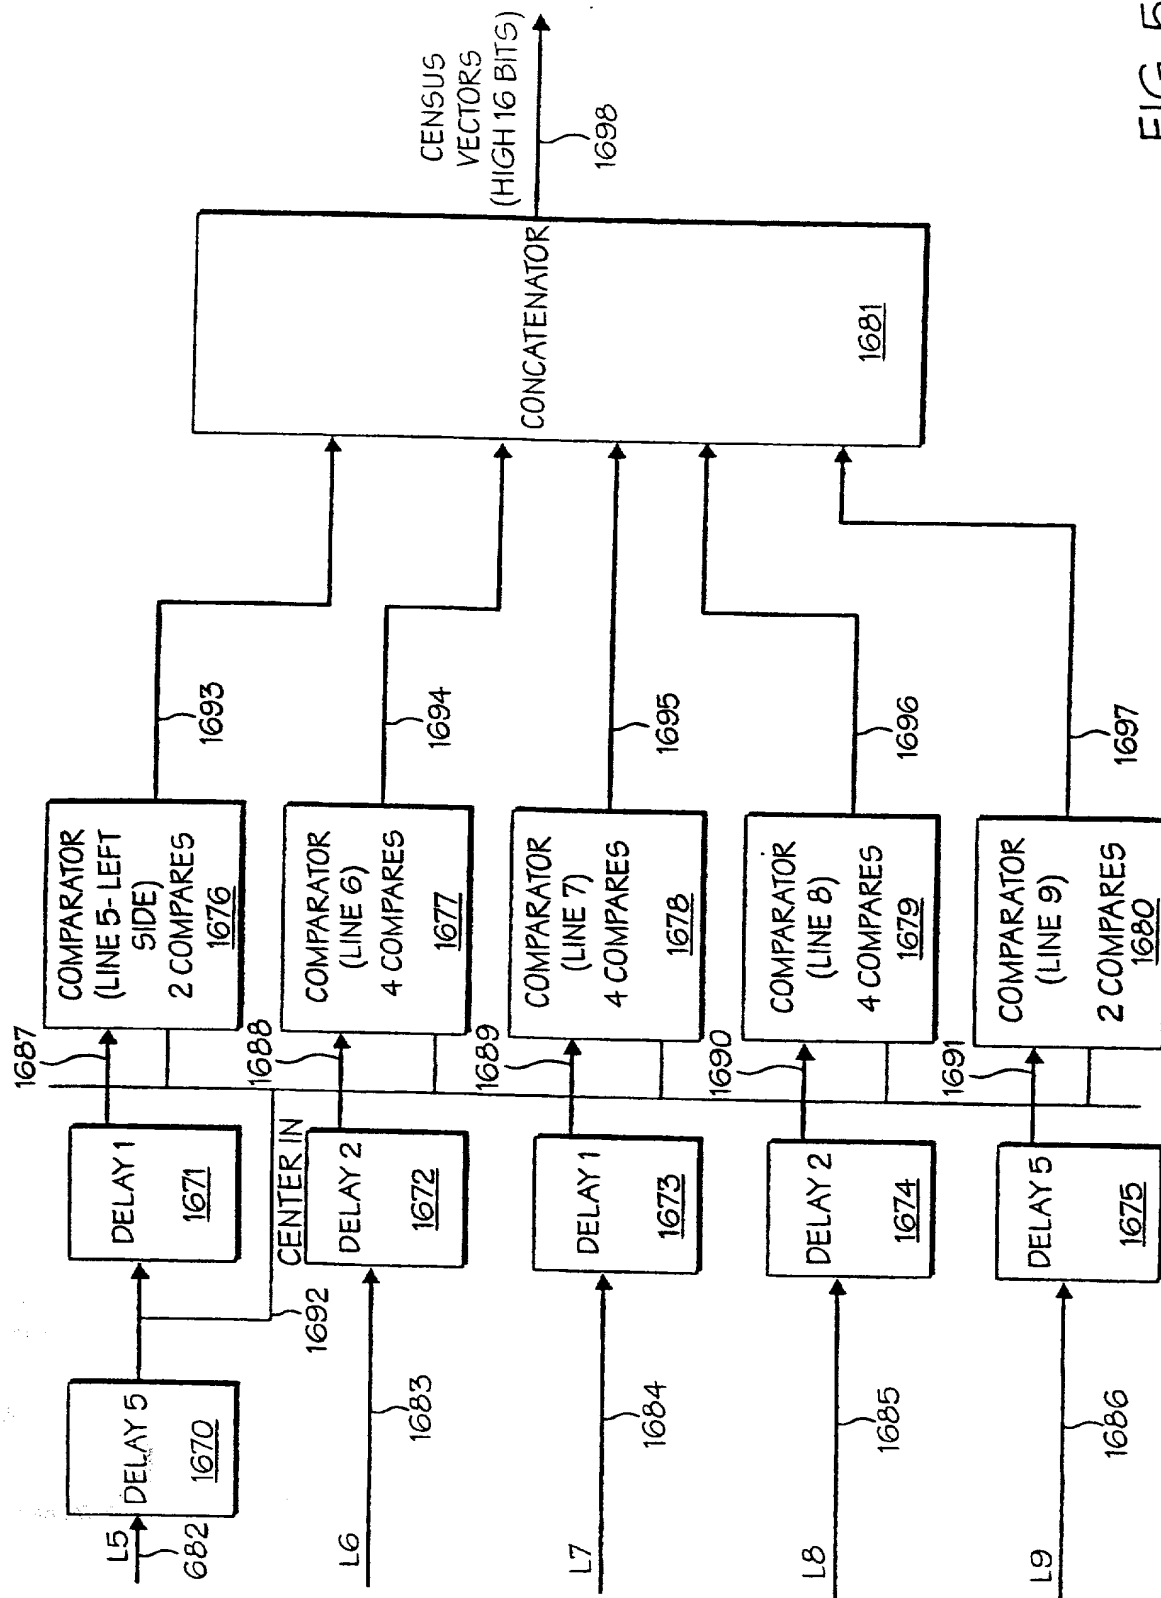 L5
682
DELAY 5
1670
DELAY 1
1671
1687
COMPARATOR
(LINE 5-LEFT
SIDE)
2 COMPARES
1676
1693
1692
CENTER IN
L6
1683
DELAY 2
1672
1688
COMPARATOR
(LINE 6)
4 COMPARES
1677
1694
L7
1684
DELAY 1
1673
1689
COMPARATOR
(LINE 7)
4 COMPARES
1678
1695
L8
1685
DELAY 2
1674
1690
COMPARATOR
(LINE 8)
4 COMPARES
1679
1696
L9
1686
DELAY 5
1675
1691
COMPARATOR
(LINE 9)
2 COMPARES
1680
1697
CONCATENATOR
1681
CENSUS
VECTORS
(HIGH 16 BITS)
1698
FIG. 5